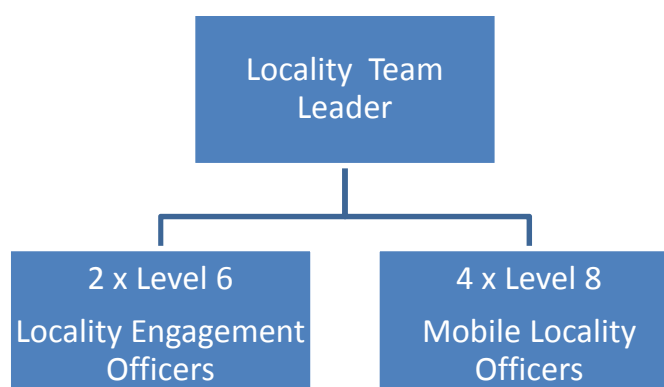 Locality Team
Leader
2 x Level 6
Locality Engagement
Officers
4 x Level 8
Mobile Locality
Officers